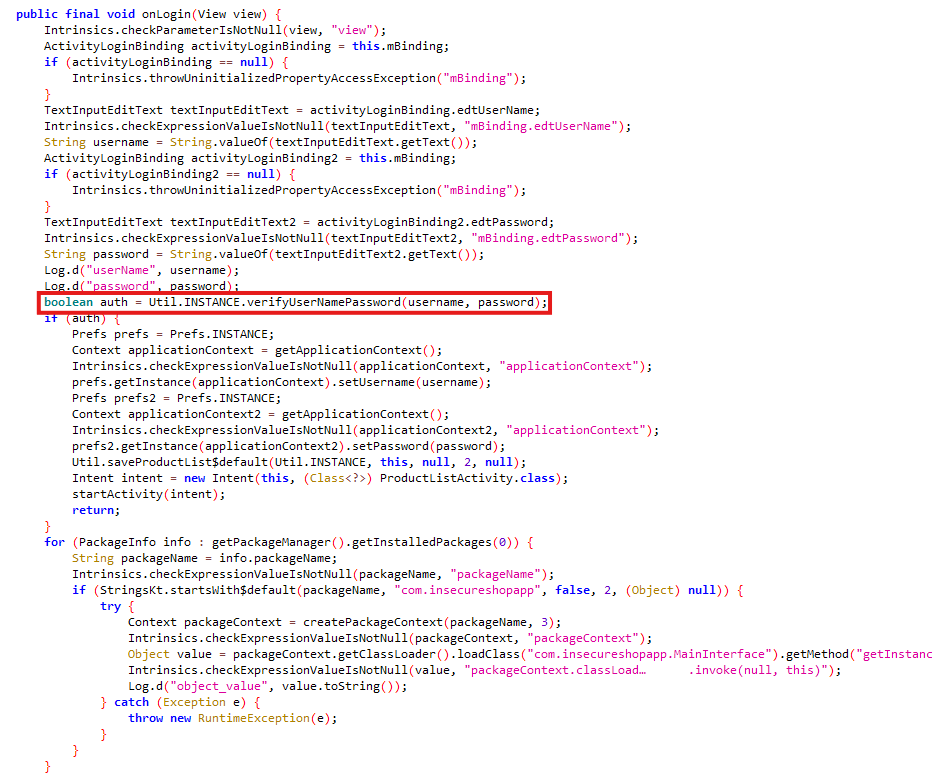 public final void onLogin(View view) {
Intrinsics.checkParameterIsNotNull(view, "view");
ActivityLoginBinding activityLoginBinding = this.mBinding;
if (activityLoginBinding == null) {
Intrinsics.throwUninitializedPropertyAccessException("mBinding");
}
TextInputEditText textInputEditText = activityLoginBinding.edtUserName;
Intrinsics.checkExpressionValueIsNotNull(textInputEditText, "mBinding.edtUserName");
String username = String.valueOf(textInputEditText.getText());
ActivityLoginBinding activityLoginBinding2 = this.mBinding;
if (activityLoginBinding2 == null) {
Intrinsics.throwUninitializedPropertyAccessException("mBinding");
}
TextInputEditText textInputEditText2 = activityLoginBinding2.edtPassword;
Intrinsics.checkExpressionValueIsNotNull(textInputEditText2, "mBinding.edtPassword");
String password = String.valueOf(textInputEditText2.getText());
Log.d("userName", username);
Log.d("password", password);
boolean auth = Util.INSTANCE.verifyUserNamePassword(username, password);
if (auth) {
Prefs prefs = Prefs.INSTANCE;
Context applicationContext = getApplicationContext();
Intrinsics.checkExpressionValueIsNotNull(applicationContext, "applicationContext");
prefs.getInstance(applicationContext).setUsername(username);
Prefs prefs2 = Prefs.INSTANCE;
Context applicationContext2 = getApplicationContext();
Intrinsics.checkExpressionValueIsNotNull(applicationContext2, "applicationContext");
prefs2.getInstance(applicationContext2).setPassword(password);
Util.saveProductList$default(Util.INSTANCE, this, null, 2, null);
Intent intent = new Intent(this, (Class<?>) ProductListActivity.class);
startActivity(intent);
return;
}
for (PackageInfo info : getPackageManager().getInstalledPackages(0)) {
String packageName = info.packageName;
Intrinsics.checkExpressionValueIsNotNull(packageName, "packageName");
if (StringsKt.startsWith$default(packageName, "com.insecureshopapp", false, 2, (Object) null)) {
try {
Context packageContext = createPackageContext(packageName, 3);
Intrinsics.checkExpressionValueIsNotNull(packageContext, "packageContext");
Object value = packageContext.getClassLoader().loadClass("com.insecureshopapp.MainInterface").getMethod("getInstanc
Intrinsics.checkExpressionValueIsNotNull(value, "packageContext.classLoad… .invoke(null, this)");
Log.d("object_value", value.toString());
} catch (Exception e) {
throw new RuntimeException(e);
}
}
}